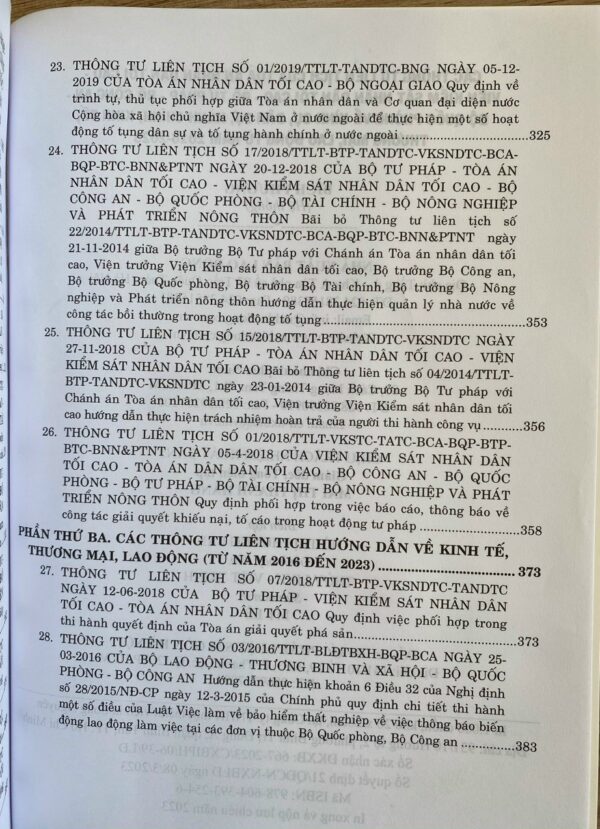 23. THÔNG TƯ LIÊN TỊCH SỐ 01/2019/TTLT-TANDTC-BNG NGÀY 05-12-
2019 CỦA TÒA ÁN NHÂN DÂN TỐI CAO - BỘ NGOẠI GIAO Quy định về
trình tự, thủ tục phối hợp giữa Tòa án nhân dân và Cơ quan đại diện nước
Cộng hòa xã hội chủ nghĩa Việt Nam ở nước ngoài để thực hiện một số hoạt
động tố tụng dân sự và tố tụng hành chính ở nước ngoài ................................ 325
24. THÔNG TƯ LIÊN TỊCH SỐ 17/2018/TTLT-BTP-TANDTC-VKSNDTC-BCA-
BQP-BTC-BNN&PTNT NGÀY 20-12-2018 CỦA BỘ TƯ PHÁP - TÒA ÁN
NHÂN DÂN TỐI CAO - VIỆN KIỂM SÁT NHÂN DÂN TỐI CAO - BỘ
CÔNG AN - BỘ QUỐC PHÒNG - BỘ TÀI CHÍNH - BỘ NÔNG NGHIỆP
VÀ PHÁT TRIỂN NÔNG THÔN Bãi bỏ Thông tư liên tịch số
22/2014/TTLT-BTP-TANDTC-VKSNDTC-BCA-BQP-BTC-BNN&PTNT ngày
21-11-2014 giữa Bộ trưởng Bộ Tư pháp với Chánh án Tòa án nhân dân tối
cao, Viện trưởng Viện Kiểm sát nhân dân tối cao, Bộ trưởng Bộ Công an,
Bộ trưởng Bộ Quốc phòng, Bộ trưởng Bộ Tài chính, Bộ trưởng Bộ Nông
nghiệp và Phát triển nông thôn hướng dẫn thực hiện quản lý nhà nước về
công tác bồi thường trong hoạt động tố tụng ................................ 353
25. THÔNG TƯ LIÊN TỊCH SỐ 15/2018/TTLT-BTP-TANDTC-VKSNDTC NGÀY
27-11-2018 CỦA BỘ TƯ PHÁP - TÒA ÁN NHÂN DÂN TỐI CAO - VIỆN
KIỂM SÁT NHÂN DÂN TỐI CAO Bãi bỏ Thông tư liên tịch số 04/2014/TTLT-
BTP-TANDTC-VKSNDTC ngày 23-01-2014 giữa Bộ trưởng Bộ Tư pháp với
Chánh án Tòa án nhân dân tối cao, Viện trưởng Viện Kiểm sát nhân dân tối
cao hướng dẫn thực hiện trách nhiệm hoàn trả của người thi hành công vụ ........... 356
26. THÔNG TƯ LIÊN TỊCH SỐ 01/2018/TTLT-VKSTC-TATC-BCA-BQP-BTP-
BTC-BNN&PTNT NGÀY 05-4-2018 CỦA VIỆN KIỂM SÁT NHÂN DÂN
TỐI CAO - TÒA ÁN DÂN DÂN TỐI CAO - BỘ CÔNG AN - BỘ QUỐC
PHÒNG - BỘ TƯ PHÁP - BỘ TÀI CHÍNH - BỘ NÔNG NGHIỆP VÀ PHÁT
TRIỂN NÔNG THÔN Quy định phối hợp trong việc báo cáo, thông báo về
công tác giải quyết khiếu nại, tố cáo trong hoạt động tư pháp ..................... 358
PHẦN THỨ BA. CÁC THÔNG TƯ LIÊN TỊCH HƯỚNG DẪN VỀ KINH TẾ,
THƯƠNG MẠI, LAO ĐỘNG (TỪ NĂM 2016 ĐẾN 2023) ............................... 373
27. THÔNG TƯ LIÊN TỊCH SỐ 07/2018/TTLT-BTP-VKSNDTC-TANDTC
NGÀY 12-06-2018 CỦA BỘ TƯ PHÁP - VIỆN KIỂM SÁT NHÂN DÂN
TỐI CAO - TÒA ÁN NHÂN DÂN TỐI CAO Quy định việc phối hợp trong
thi hành quyết định của Tòa án giải quyết phá sản................................ 373
28. THÔNG TƯ LIÊN TỊCH SỐ 03/2016/TTLT-BLĐTBXH-BQP-BCA NGÀY 25-
03-2016 CỦA BỘ LAO ĐỘNG - THƯƠNG BINH VÀ XÃ HỘI - BỘ QUỐC
PHÒNG - BỘ CÔNG AN Hướng dẫn thực hiện khoản 6 Điều 32 của Nghị định
số 28/2015/NĐ-CP ngày 12-3-2015 của Chính phủ quy định chi tiết thi hành
một số điều của Luật Việc làm về bảo hiểm thất nghiệp về việc thông báo biến
động lao động làm việc tại các đơn vị thuộc Bộ Quốc phòng, Bộ Công an ............... 383